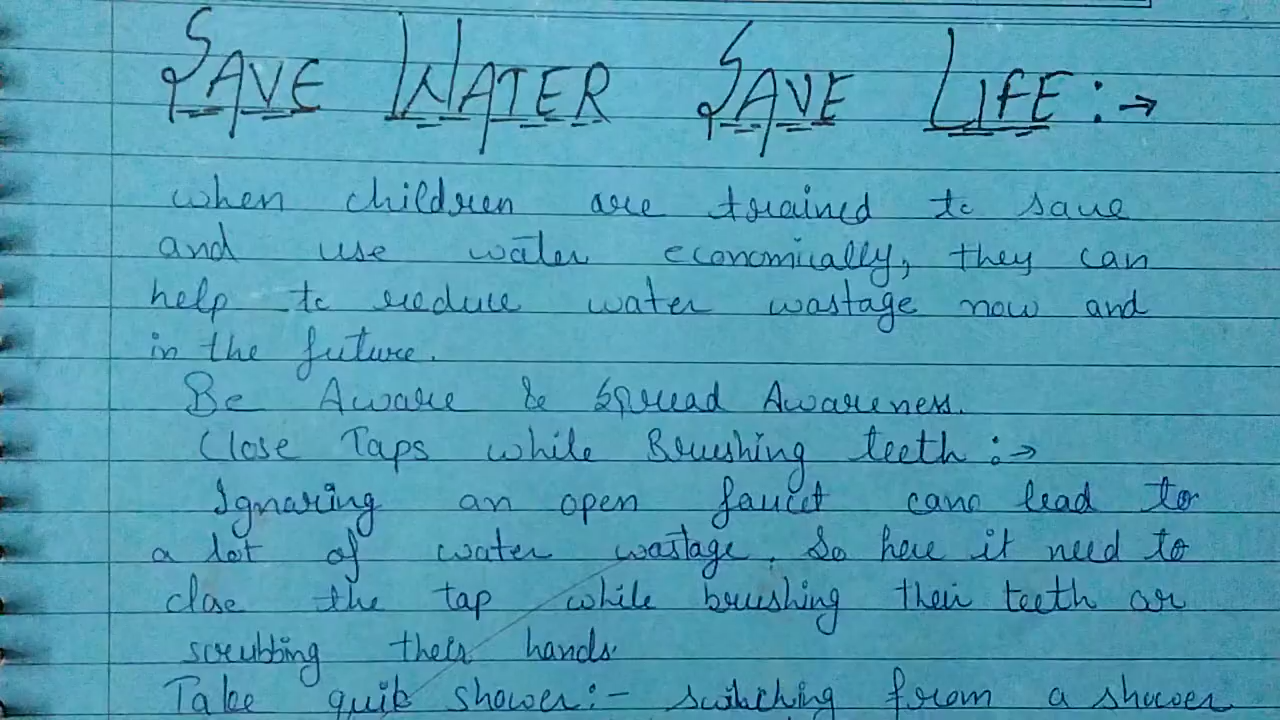 SAVE WATER SAVE LIFE:→
when children are trained to save
and use water economically, they can
help to reduce water wastage now and
in the future.
Be Aware & Spread Awareness.
Close Taps while Brushing teeth:→
Ignaring an open faucet cano lead to
a lot of water wastage. So here it need to
close the tap while brushing their teeth or
scrubbing their hands.
Take quik shower:- switching from a shower